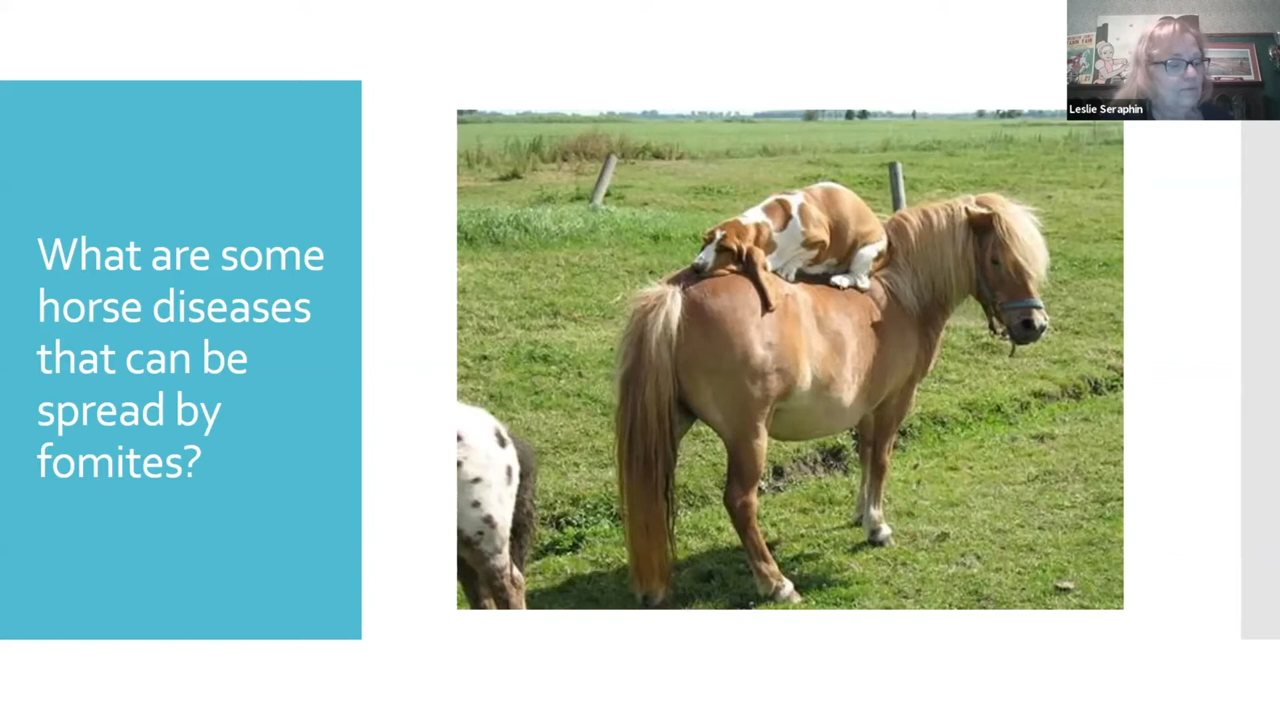 What are some
horse diseases
that can be
spread by
fomites?
Leslie Seraphin